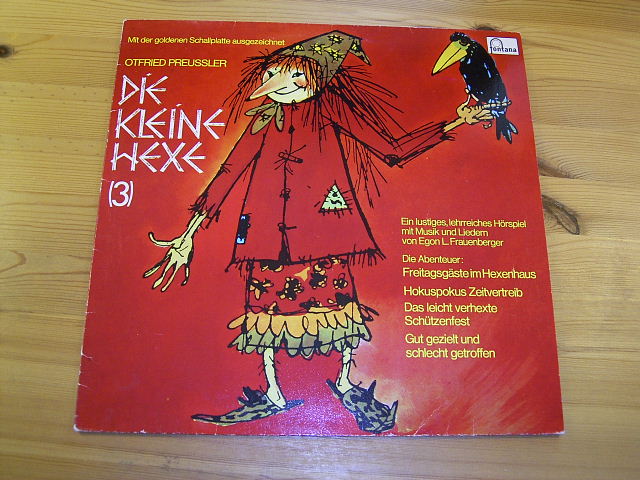 Mit der goldenen Schallplatte ausgezeichnet
fontana
OTFRIED PREUSSLER
DIE
KLEINE
HEXE
(3)
Ein lustiges, lehrreiches Hörspiel
mit Musik und Liedern
von Egon L. Frauenberger
Die Abenteuer:
Freitagsgäste im Hexenhaus
Hokuspokus Zeitvertreib
Das leicht verhexte
Schützenfest
Gut gezielt und
schlecht getroffen